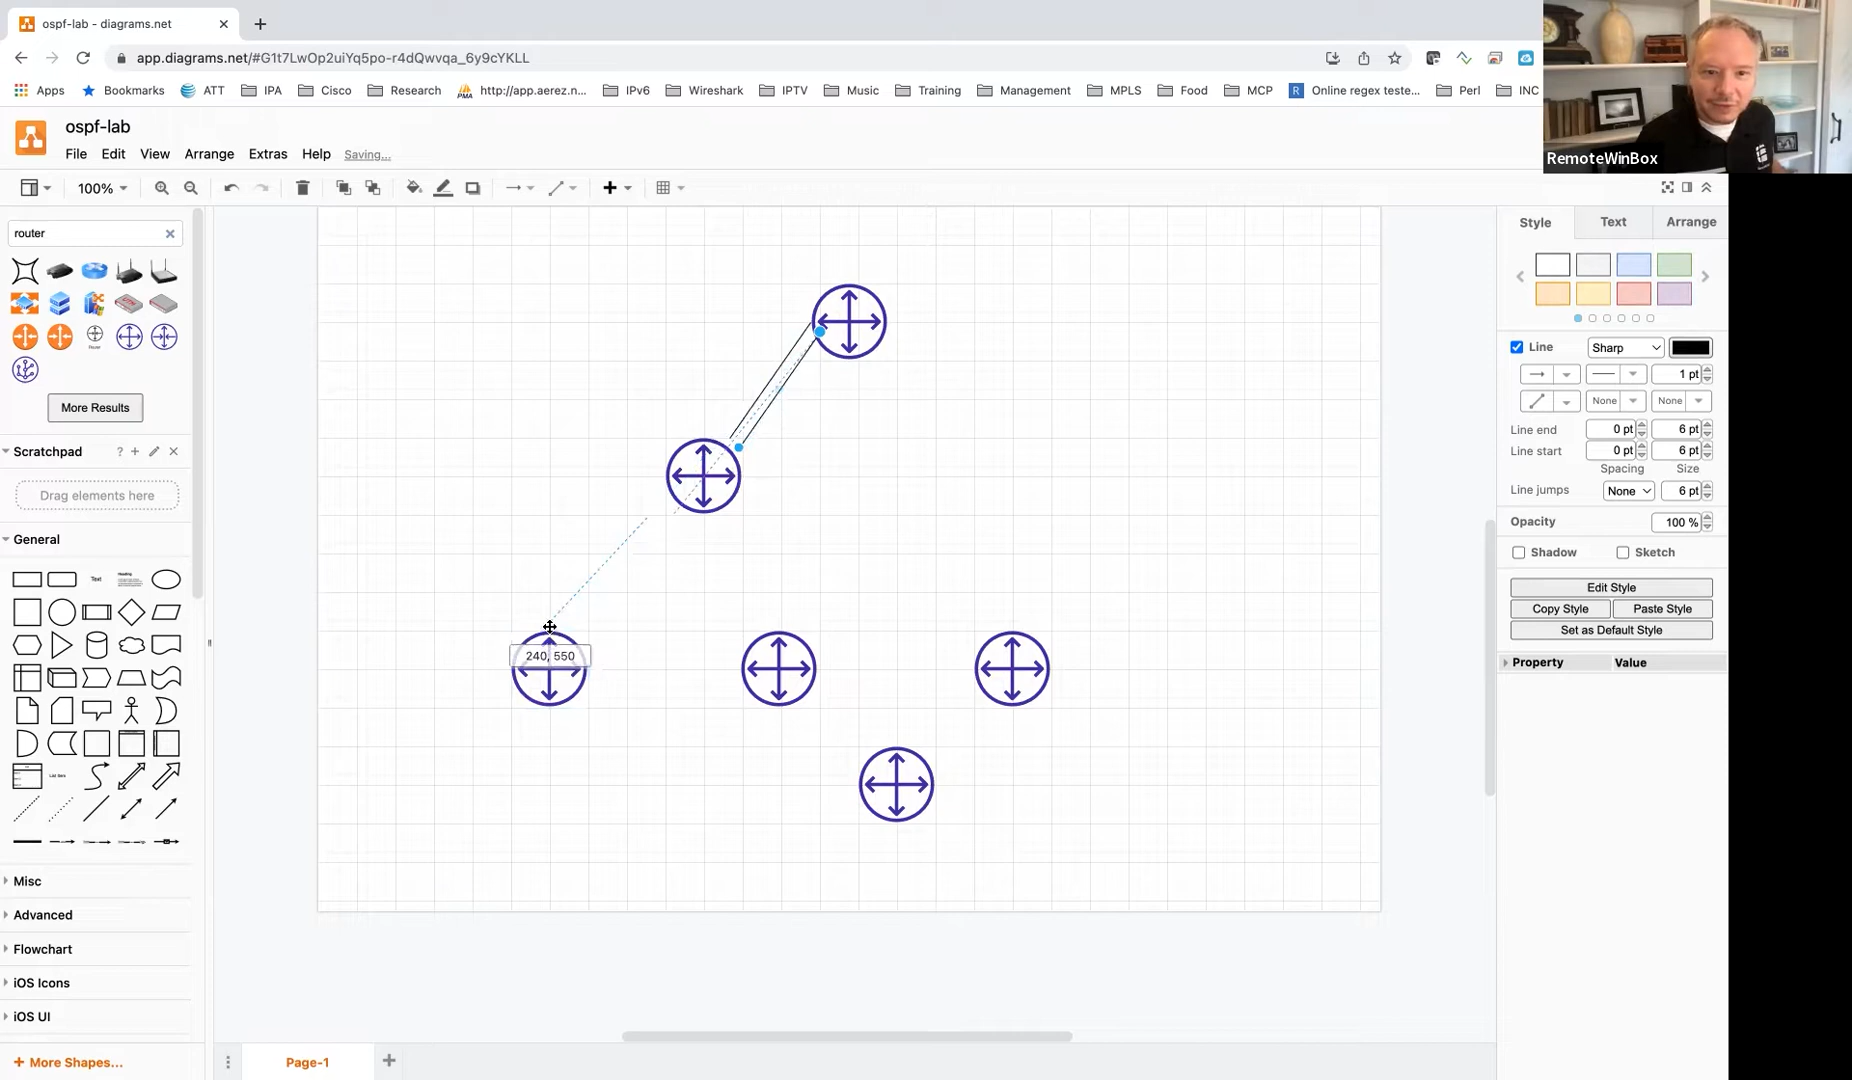 ospf-lab - diagrams.net
app.diagrams.net/#G1t7LwOp2uiYq5po-r4dQwvqa_6y9cYKLL
Apps Bookmarks ATT IPA Cisco Research http://app.aerez.n... IPv6 Wireshark IPTV Music Training Management MPLS Food MCP Online regex teste... Perl INC
RemoteWinBox
ospf-lab
File Edit View Arrange Extras Help Saving...
100%
router
Router
More Results
Scratchpad
Drag elements here
General
Text
Heading
List Item
Misc
Advanced
Flowchart
iOS Icons
iOS UI
More Shapes...
240, 550
Page-1
Style Text Arrange
Line Sharp
1 pt
None None
Line end 0 pt 6 pt
Line start 0 pt 6 pt
Spacing Size
Line jumps None 6 pt
Opacity 100 %
Shadow Sketch
Edit Style
Copy Style Paste Style
Set as Default Style
Property Value